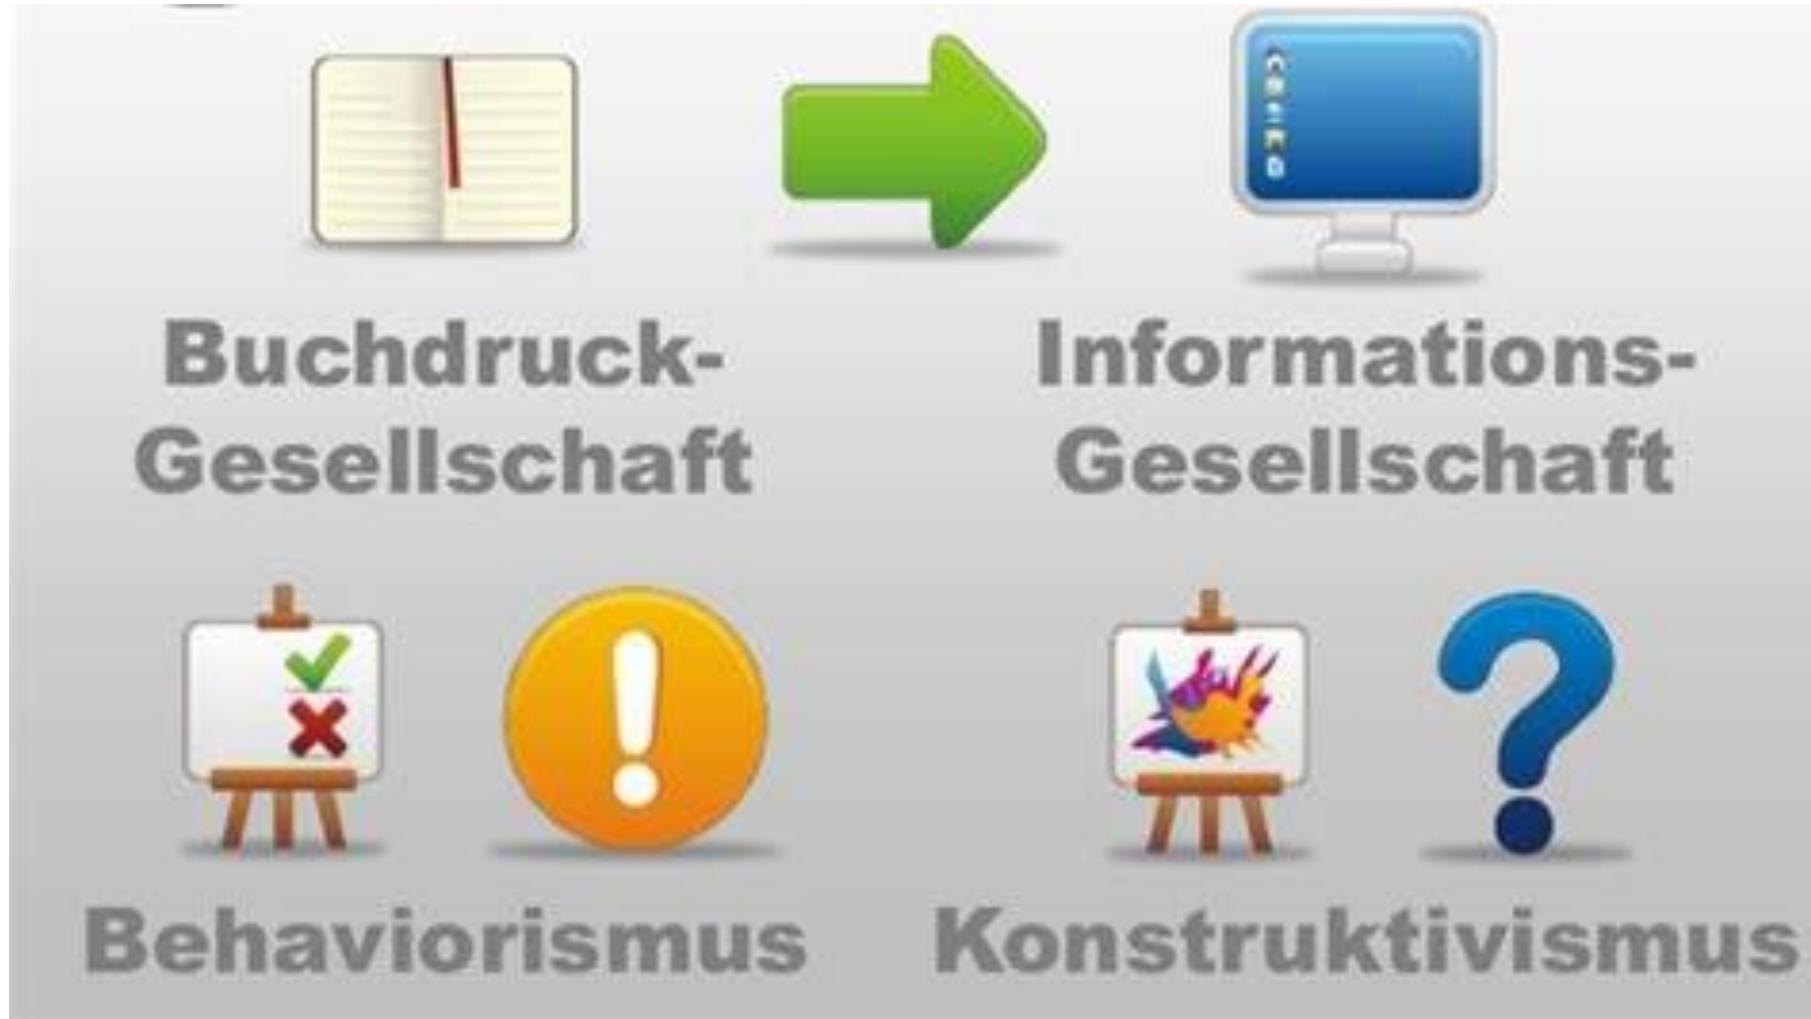 Buchdruck-
Gesellschaft
Informations-
Gesellschaft
Behaviorismus
Konstruktivismus